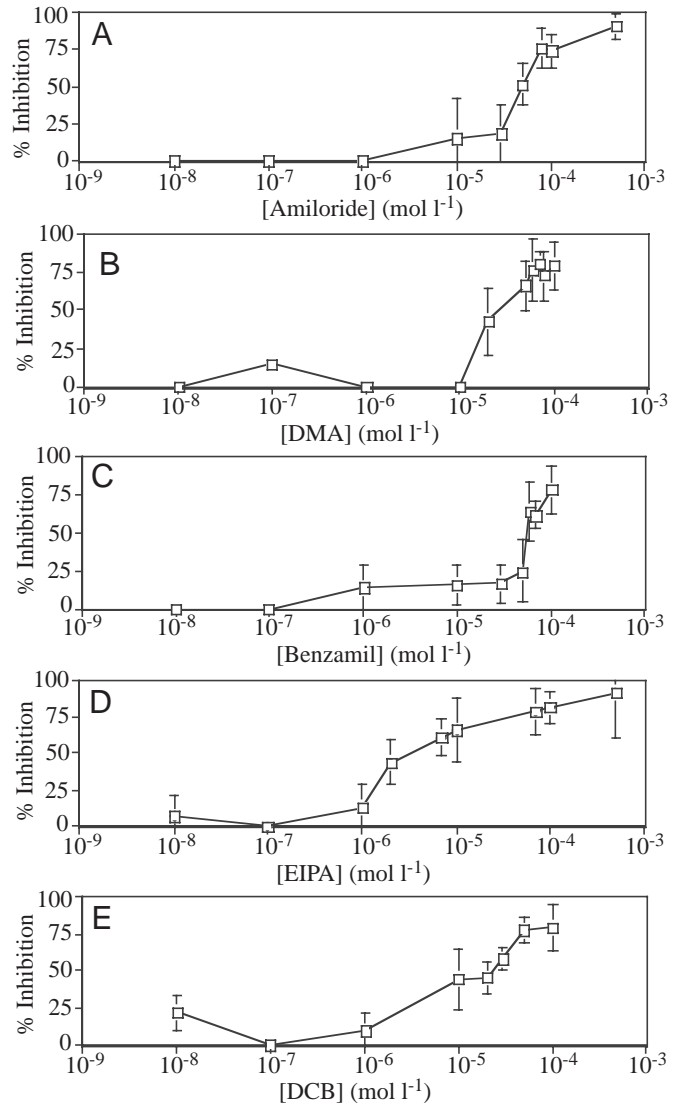 A
% Inhibition
100
75
50
25
0
10-9 10-8 10-7 10-6 10-5 10-4 10-3
[Amiloride] (mol l-1)
B
% Inhibition
100
75
50
25
0
10-9 10-8 10-7 10-6 10-5 10-4 10-3
[DMA] (mol l-1)
C
% Inhibition
100
75
50
25
0
10-9 10-8 10-7 10-6 10-5 10-4 10-3
[Benzamil] (mol l-1)
D
% Inhibition
100
75
50
25
0
10-9 10-8 10-7 10-6 10-5 10-4 10-3
[EIPA] (mol l-1)
E
% Inhibition
100
75
50
25
0
10-9 10-8 10-7 10-6 10-5 10-4 10-3
[DCB] (mol l-1)